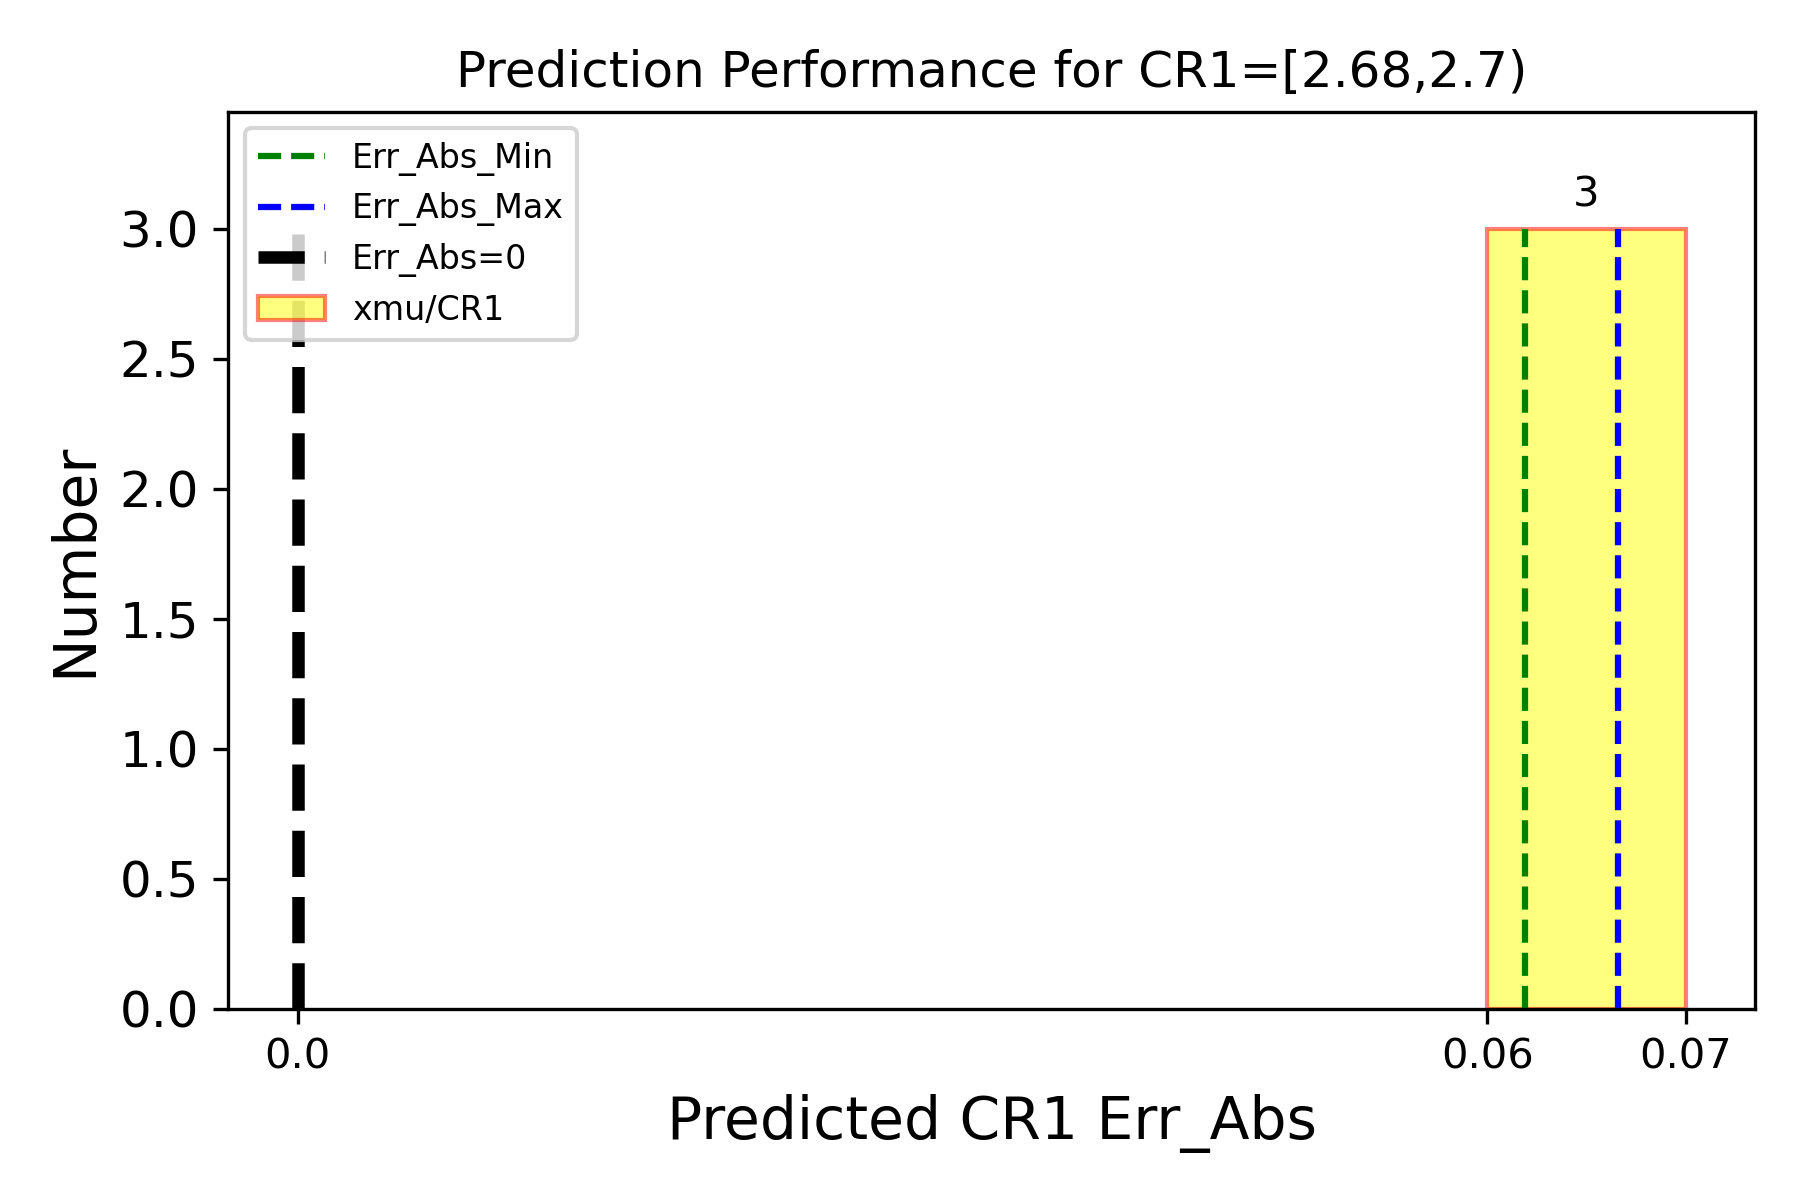 Prediction Performance for CR1=[2.68,2.7)
Err_Abs_Min
Err_Abs_Max
Err_Abs=0
xmu/CR1
3
3.0
2.5
2.0
1.5
1.0
0.5
0.0
Number
0.0
0.06
0.07
Predicted CR1 Err_Abs